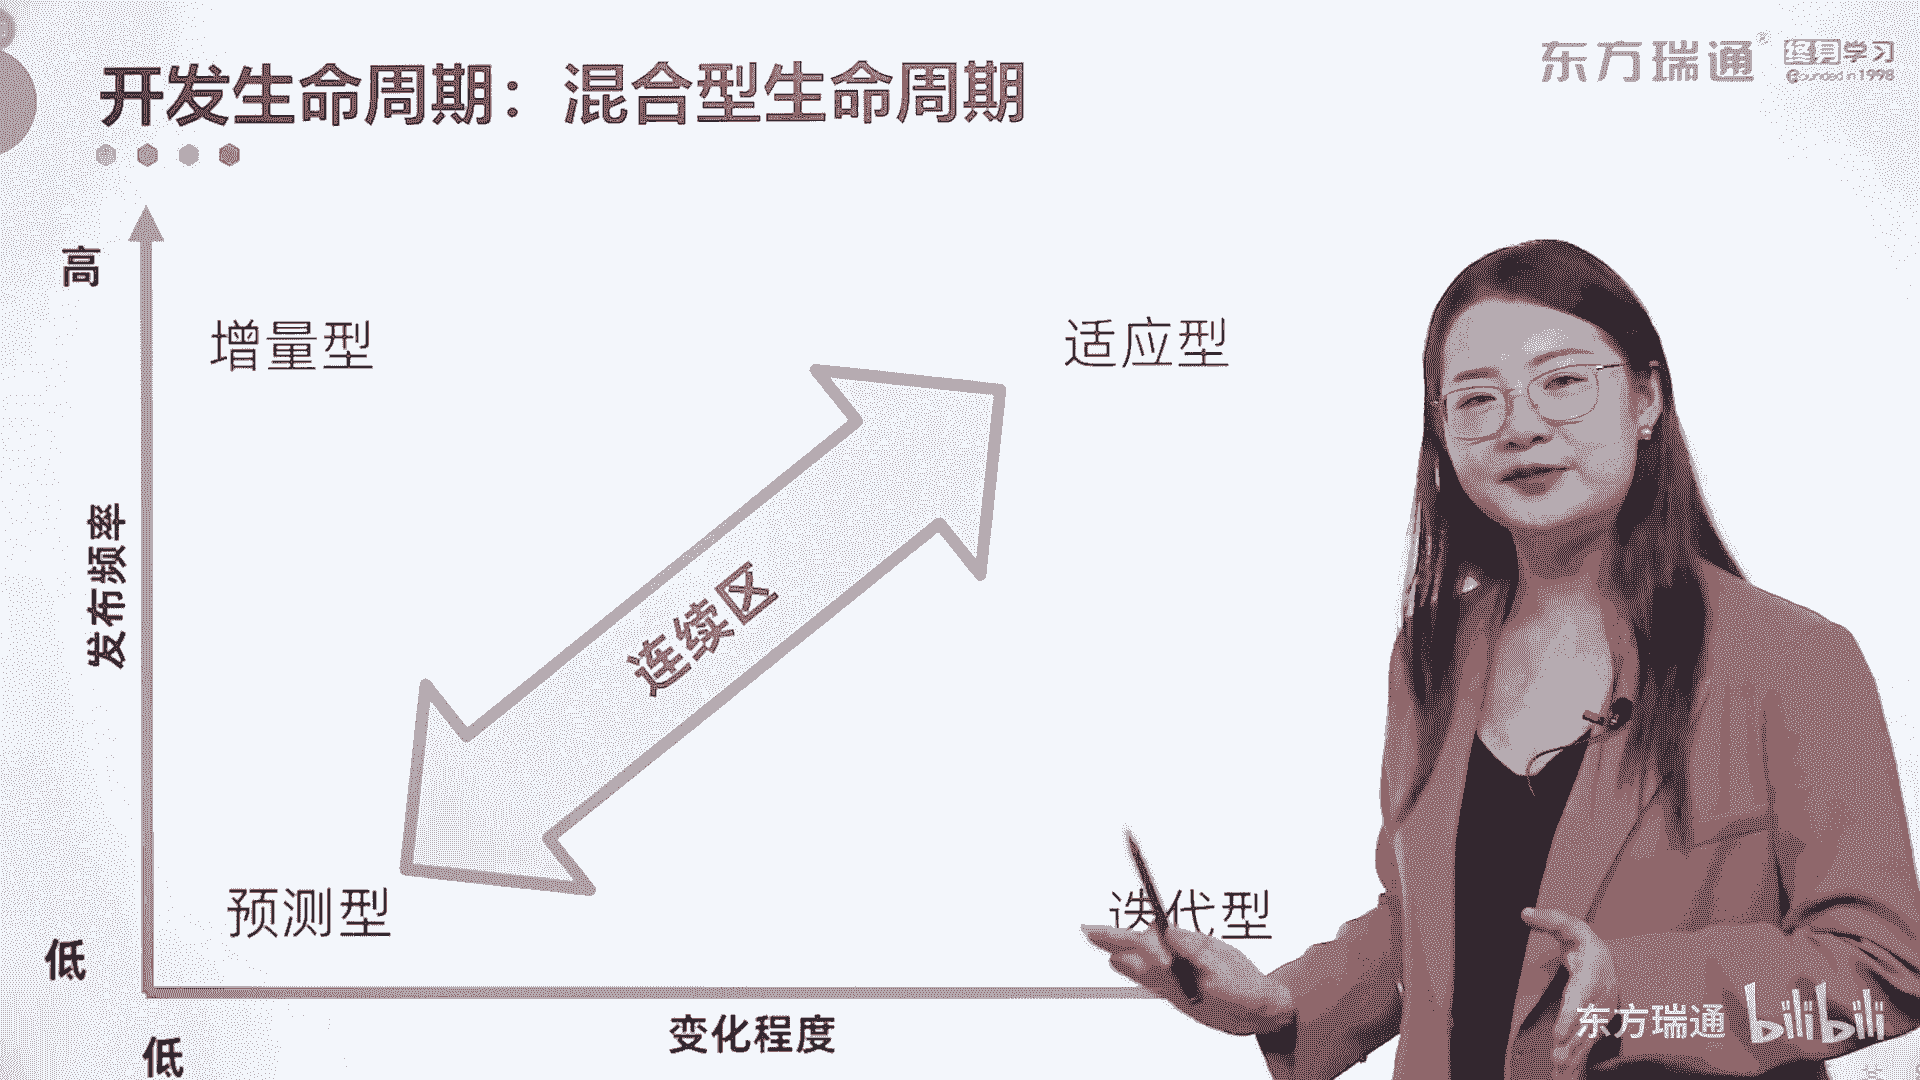 开发生命周期：混合型生命周期
东方瑞通®
终身学习
Founded in 1998
高
增量型
适应型
发布频率
连续区
预测型
迭代型
低
变化程度
低
东方瑞通 bilibili